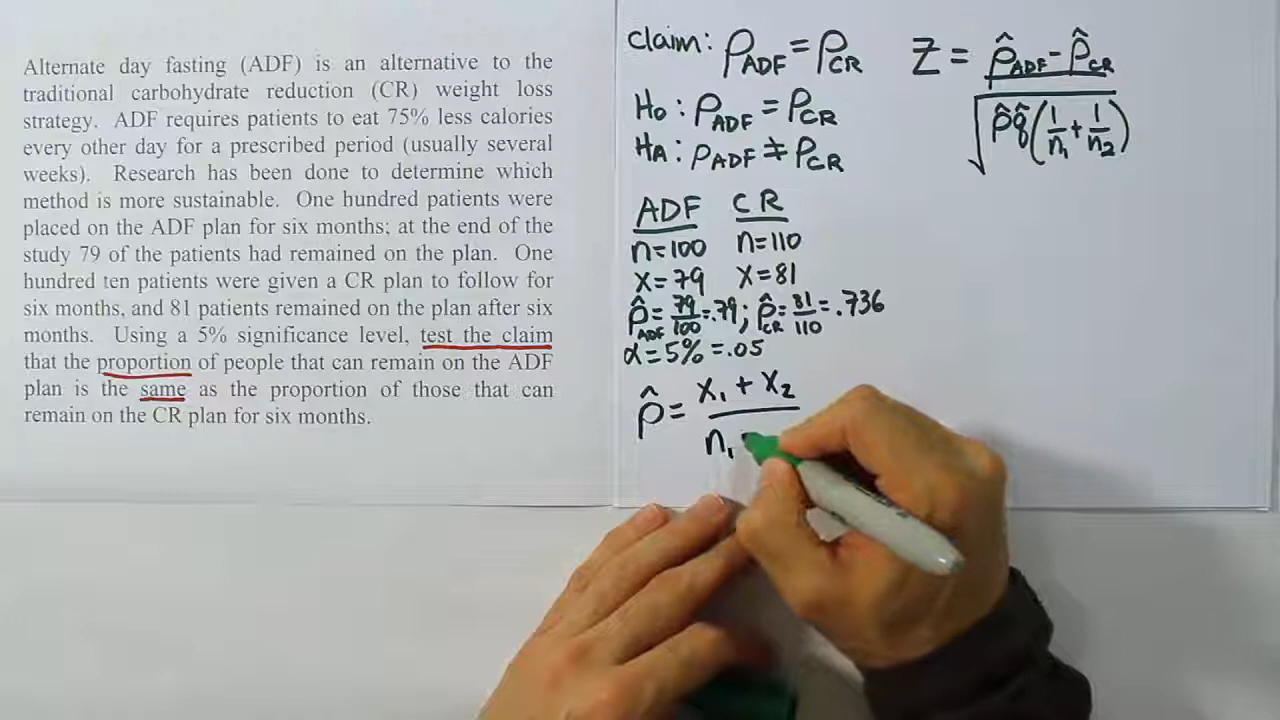 Alternate day fasting (ADF) is an alternative to the
traditional carbohydrate reduction (CR) weight loss
strategy. ADF requires patients to eat 75% less calories
every other day for a prescribed period (usually several
weeks). Research has been done to determine which
method is more sustainable. One hundred patients were
placed on the ADF plan for six months; at the end of the
study 79 of the patients had remained on the plan. One
hundred ten patients were given a CR plan to follow for
six months, and 81 patients remained on the plan after six
months. Using a 5% significance level, test the claim
that the proportion of people that can remain on the ADF
plan is the same as the proportion of those that can
remain on the CR plan for six months.
Claim: ρ_ADF = ρ_CR
H₀: ρ_ADF = ρ_CR
H_A: ρ_ADF ≠ ρ_CR
ADF CR
n=100 n=110
x=79 x=81
p̂_ADF = 79/100 = .79; p̂_CR = 81/110 = .736
α = 5% = .05
p̂ = x₁ + x₂
n₁
Z = p̂_ADF - p̂_CR
√p̂q̂(1/n₁ + 1/n₂)